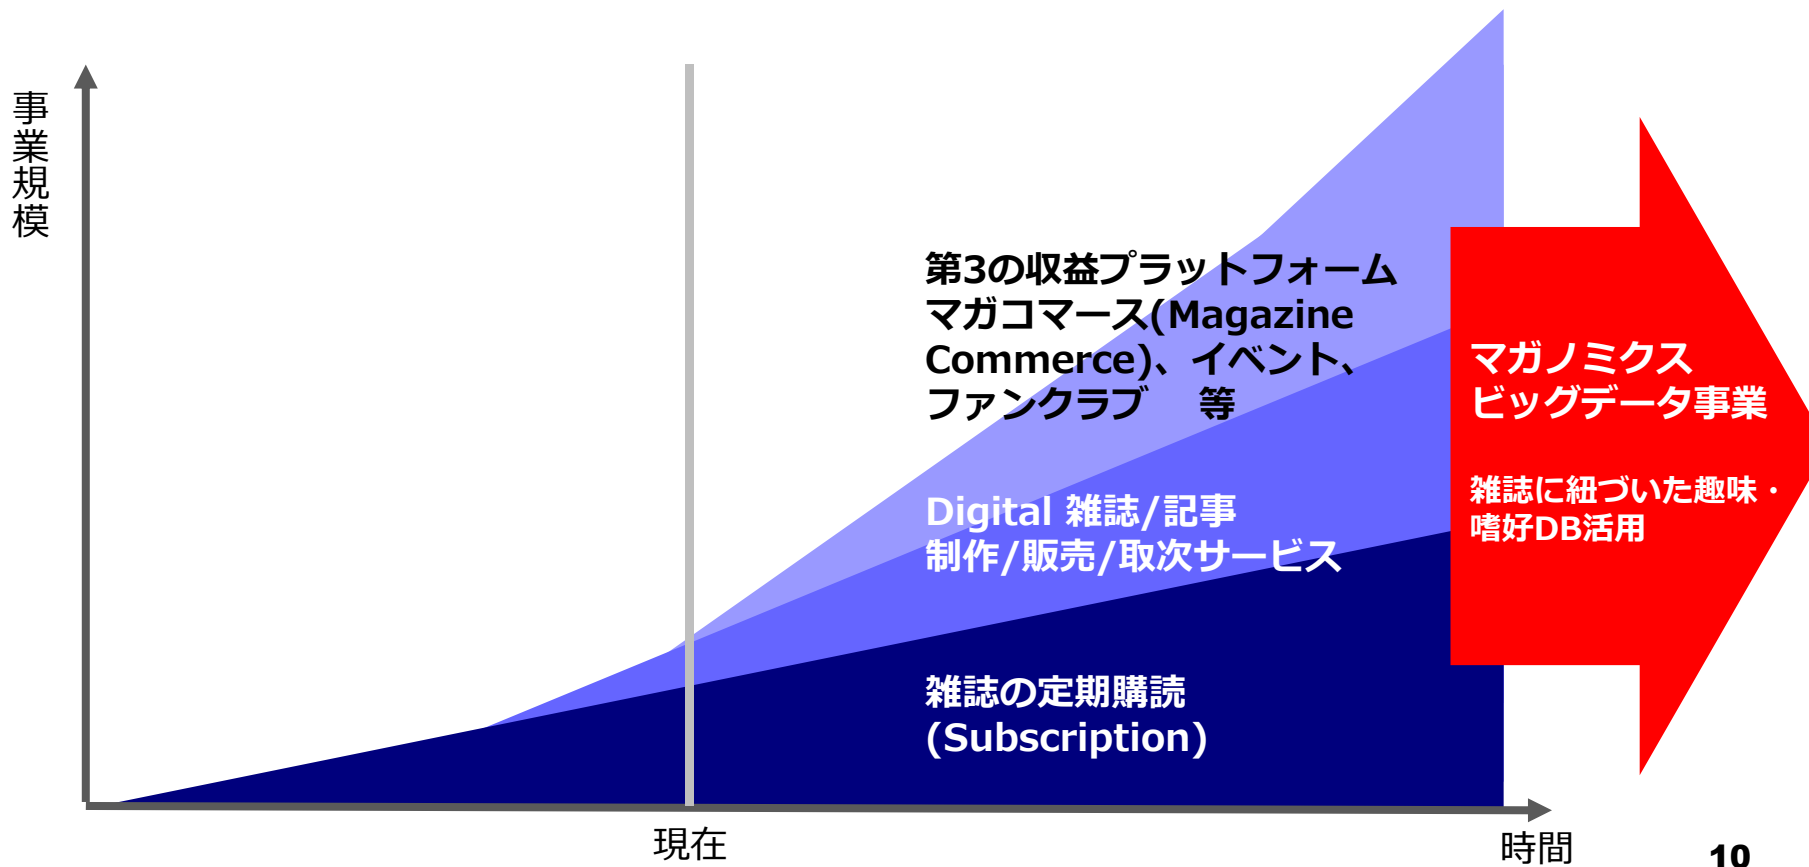 事業規模
第3の収益プラットフォーム
マガコマース(Magazine
Commerce)、イベント、
ファンクラブ　等
Digital 雑誌/記事
制作/販売/取次サービス
雑誌の定期購読
(Subscription)
マガノミクス
ビッグデータ事業
雑誌に紐づいた趣味・
嗜好DB活用
現在
時間
10